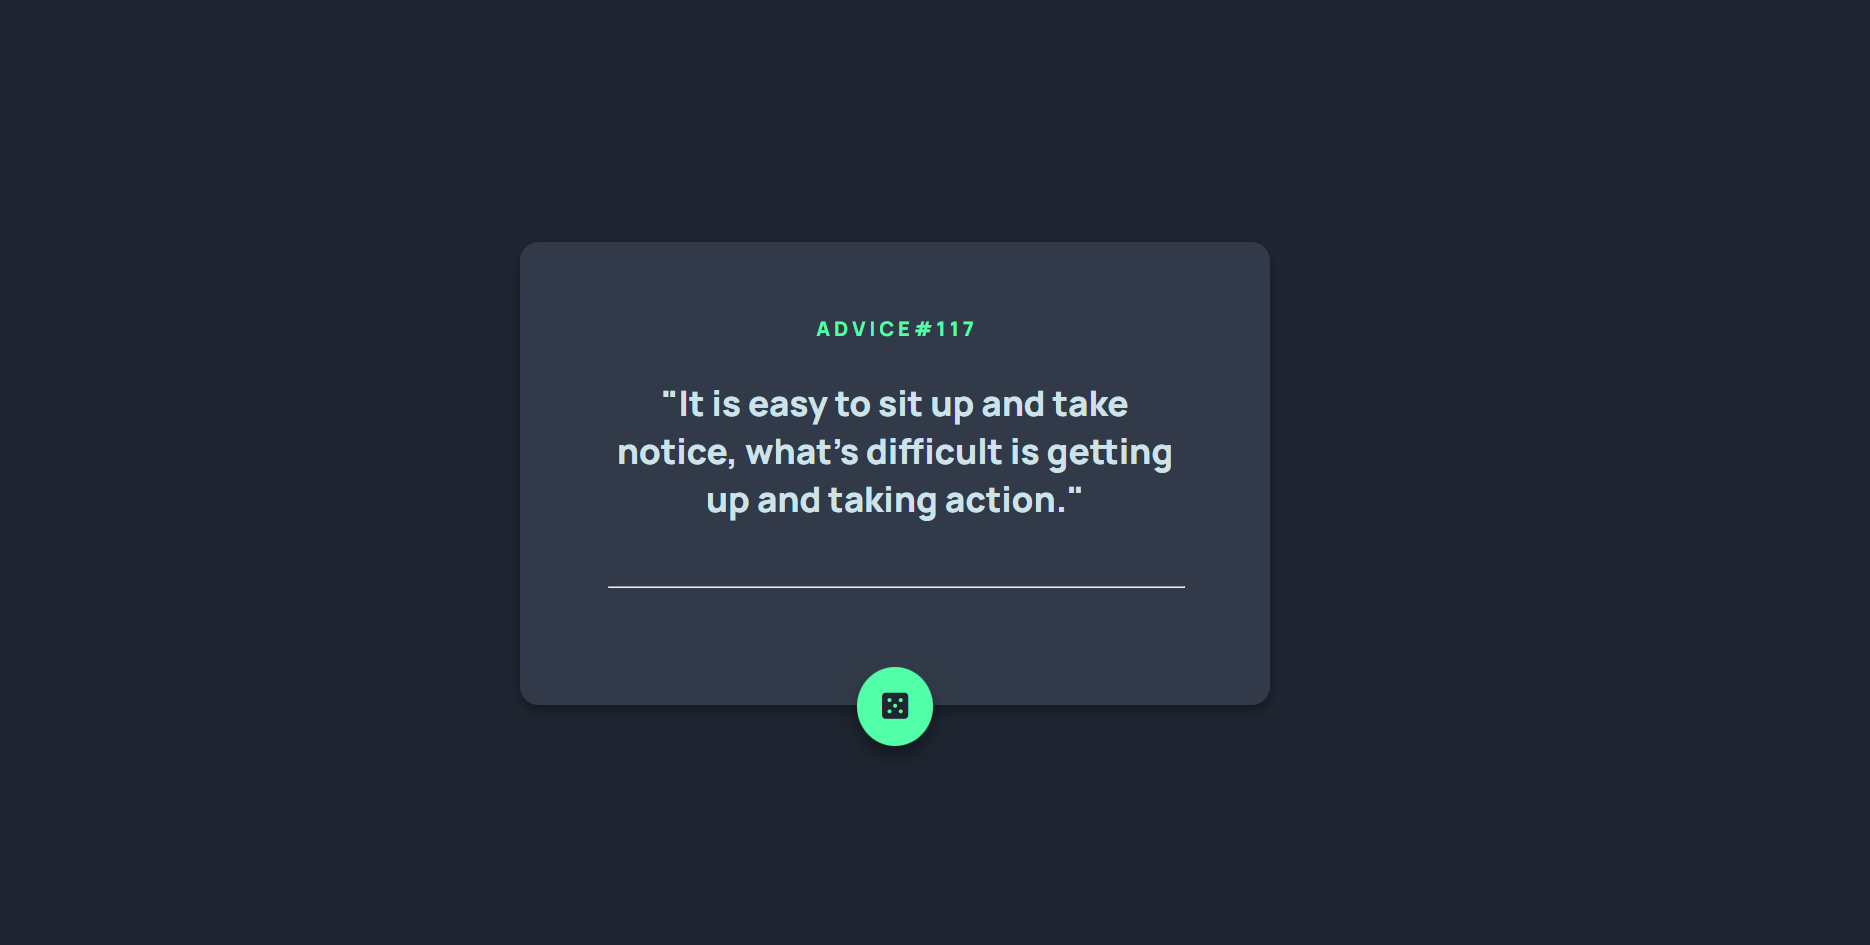 ADVICE#117
"It is easy to sit up and take
notice, what’s difficult is getting
up and taking action."